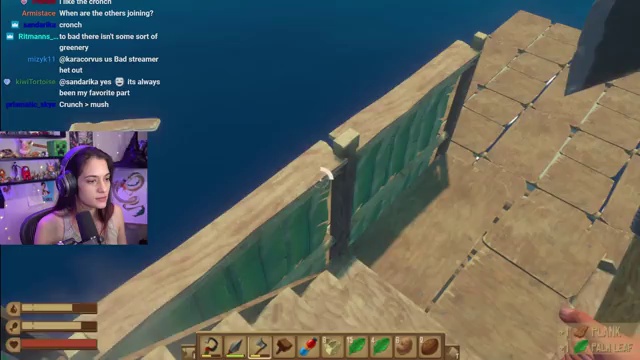 I like the cronch
Armistace When are the others joining?
sandarika: cronch
Ritmanns_...
to bad there isn't some sort of
greenery
mizyk11 @karacorvus us Bad streamer
het out
kiwiTortoise:
@sandarika yes its always
been my favorite part
Crunch > mush
PLANK
PALM LEAF